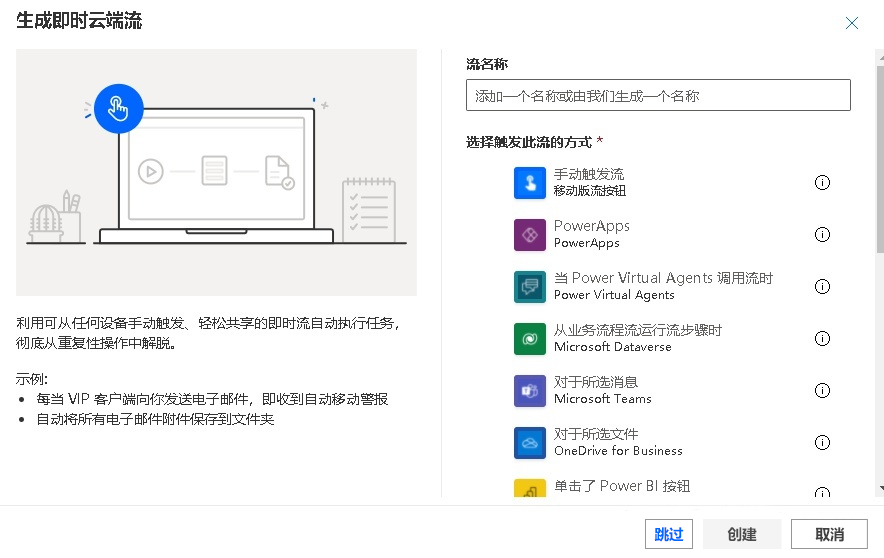 生成即时云端流
利用可从任何设备手动触发、轻松共享的即时流自动执行任务，
彻底从重复性操作中解脱。
示例:
每当 VIP 客户端向你发送电子邮件，即收到自动移动警报
自动将所有电子邮件附件保存到文件夹
流名称
添加一个名称或由我们生成一个名称
选择触发此流的方式 *
手动触发流
移动版流按钮
PowerApps
PowerApps
当 Power Virtual Agents 调用流时
Power Virtual Agents
从业务流程流运行流步骤时
Microsoft Dataverse
对于所选消息
Microsoft Teams
对于所选文件
OneDrive for Business
单击了 Power BI 按钮
跳过
创建
取消